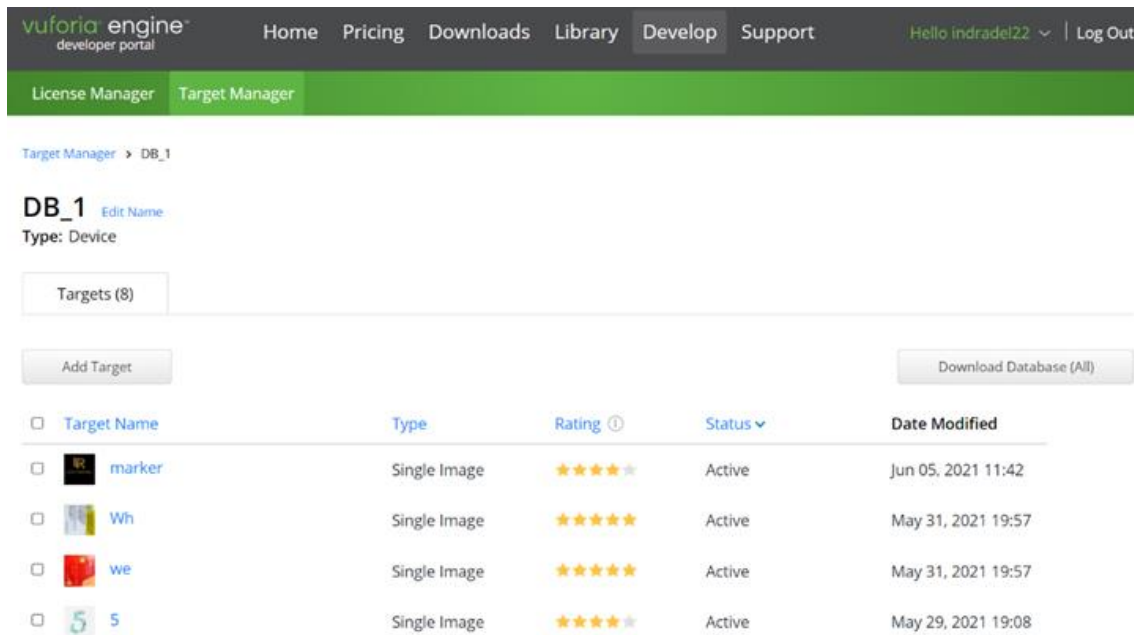 vuforia engine™
developer portal
Home Pricing Downloads Library Develop Support Hello indradel22 | Log Out
License Manager Target Manager
Target Manager > DB_1
DB_1 Edit Name
Type: Device
Targets (8)
Add Target Download Database (All)
Target Name Type Rating Status Date Modified
marker Single Image Active Jun 05, 2021 11:42
Wh Single Image Active May 31, 2021 19:57
we Single Image Active May 31, 2021 19:57
5 5 Single Image Active May 29, 2021 19:08